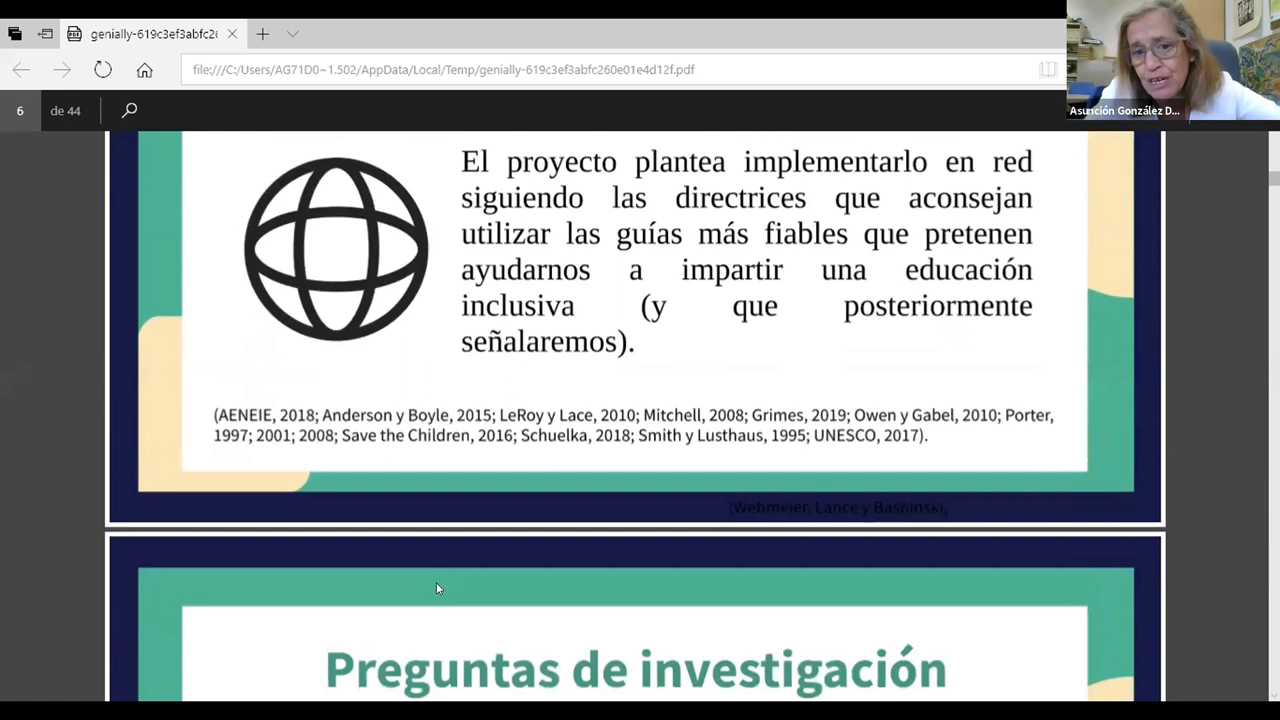 genially-619c3ef3abfc26
file:///C:/Users/AG71D0~1.502/AppData/Local/Temp/genially-619c3ef3abfc260e01e4d12f.pdf
Asunción González D...
6 de 44
El proyecto plantea implementarlo en red
siguiendo las directrices que aconsejan
utilizar las guías más fiables que pretenen
ayudarnos a impartir una educación
inclusiva (y que posteriormente
señalaremos).
(AENEIE, 2018; Anderson y Boyle, 2015; LeRoy y Lace, 2010; Mitchell, 2008; Grimes, 2019; Owen y Gabel, 2010; Porter,
1997; 2001; 2008; Save the Children, 2016; Schuelka, 2018; Smith y Lusthaus, 1995; UNESCO, 2017).
(Wehmeier, Lance y Bashinski,
Preguntas de investigación